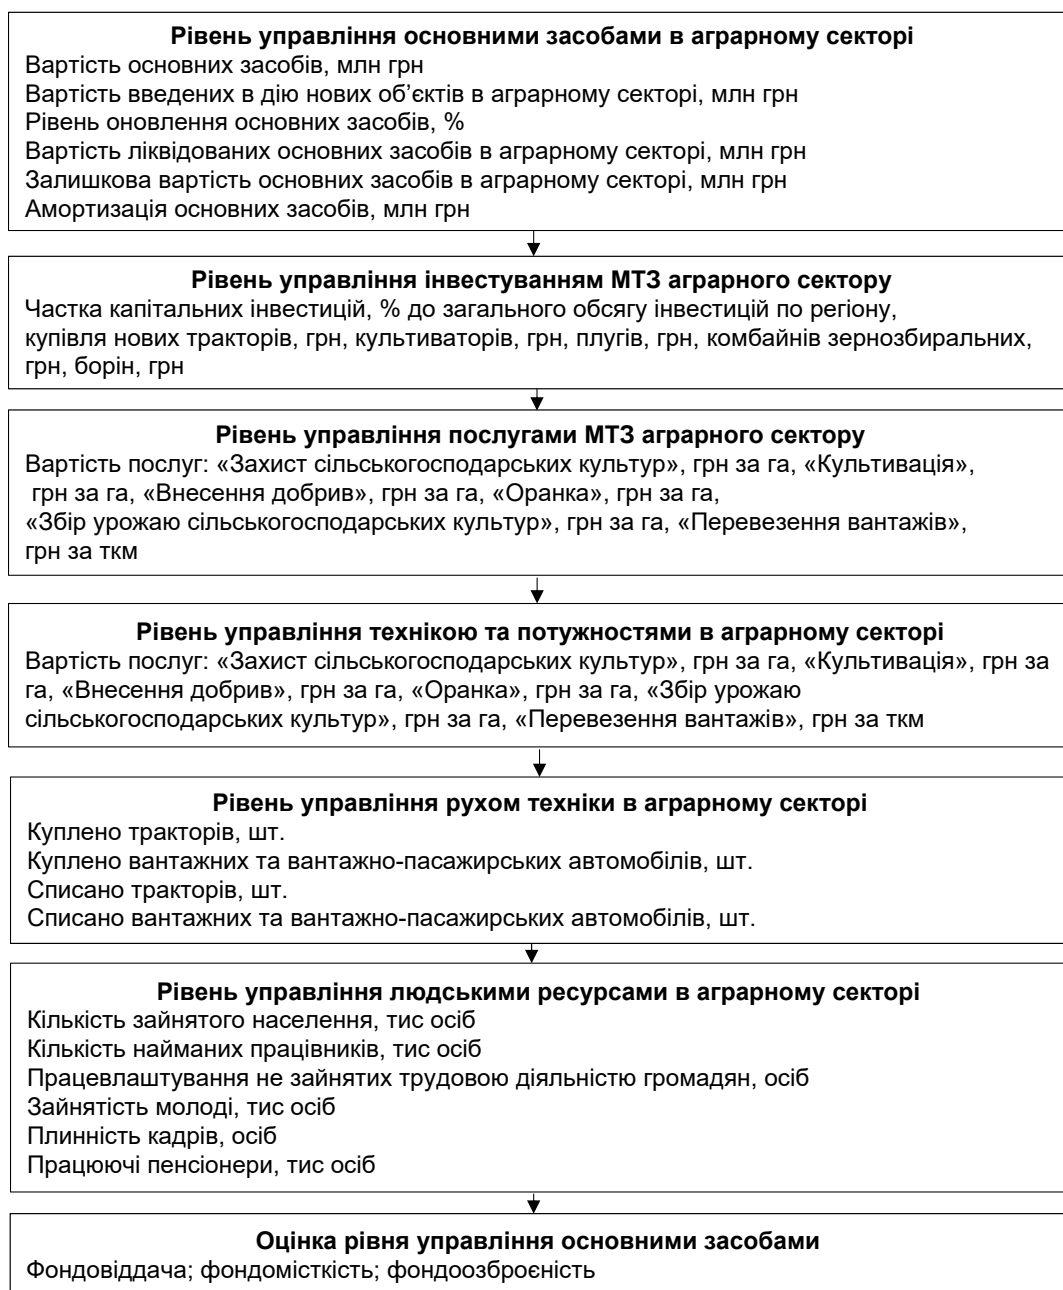 Рівень управління основними засобами в аграрному секторі
Вартість основних засобів, млн грн
Вартість введених в дію нових об’єктів в аграрному секторі, млн грн
Рівень оновлення основних засобів, %
Вартість ліквідованих основних засобів в аграрному секторі, млн грн
Залишкова вартість основних засобів в аграрному секторі, млн грн
Амортизація основних засобів, млн грн
Рівень управління інвестуванням МТЗ аграрного сектору
Частка капітальних інвестицій, % до загального обсягу інвестицій по регіону,
купівля нових тракторів, грн, культиваторів, грн, плугів, грн, комбайнів зернозбиральних,
грн, борін, грн
Рівень управління послугами МТЗ аграрного сектору
Вартість послуг: «Захист сільськогосподарських культур», грн за га, «Культивація»,
грн за га, «Внесення добрив», грн за га, «Оранка», грн за га,
«Збір урожаю сільськогосподарських культур», грн за га, «Перевезення вантажів»,
грн за ткм
Рівень управління технікою та потужностями в аграрному секторі
Вартість послуг: «Захист сільськогосподарських культур», грн за га, «Культивація», грн за
га, «Внесення добрив», грн за га, «Оранка», грн за га, «Збір урожаю
сільськогосподарських культур», грн за га, «Перевезення вантажів», грн за ткм
Рівень управління рухом техніки в аграрному секторі
Куплено тракторів, шт.
Куплено вантажних та вантажно-пасажирських автомобілів, шт.
Списано тракторів, шт.
Списано вантажних та вантажно-пасажирських автомобілів, шт.
Рівень управління людськими ресурсами в аграрному секторі
Кількість зайнятого населення, тис осіб
Кількість найманих працівників, тис осіб
Працевлаштування не зайнятих трудовою діяльністю громадян, осіб
Зайнятість молоді, тис осіб
Плинність кадрів, осіб
Працюючі пенсіонери, тис осіб
Оцінка рівня управління основними засобами
Фондовіддача; фондомісткість; фондоозброєність